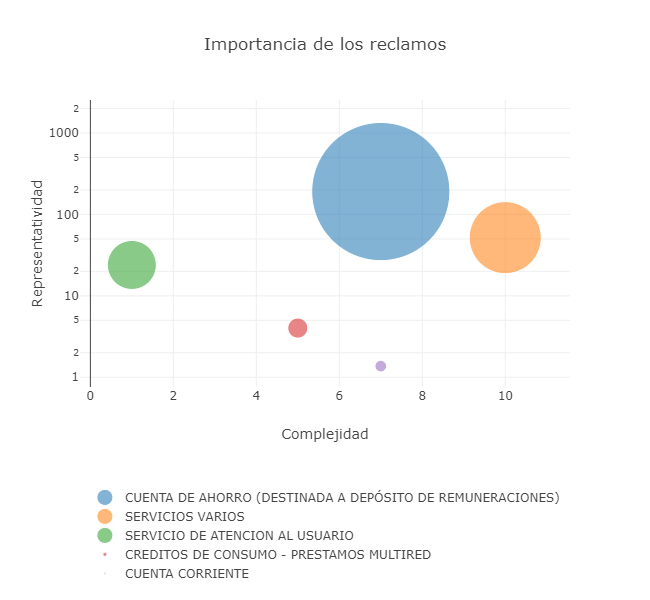 Importancia de los reclamos
Representatividad
2
1000
5
2
100
5
2
10
5
2
1
0
2
4
6
8
10
Complejidad
CUENTA DE AHORRO (DESTINADA A DEPÓSITO DE REMUNERACIONES)
SERVICIOS VARIOS
SERVICIO DE ATENCION AL USUARIO
CREDITOS DE CONSUMO - PRESTAMOS MULTIRED
CUENTA CORRIENTE